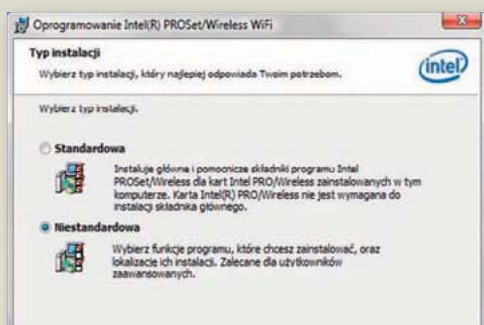 Oprogramowanie Intel(R) PROSet/Wireless WiFi
Typ instalacji
Wybierz typ instalacji, który najlepiej odpowiada Twoim potrzebom.
intel
Wybierz typ instalacji.
Standardowa
Instaluje główne i pomocnicze składniki programu Intel
PROSet/Wireless dla kart Intel PRO/Wireless zainstalowanych w tym
komputerze. Karta Intel(R) PRO/Wireless nie jest wymagana do
instalacji składnika głównego.
Niestandardowa
Wybierz funkcje programu, które chcesz zainstalować, oraz
lokalizację ich instalacji. Zalecane dla użytkowników
zaawansowanych.